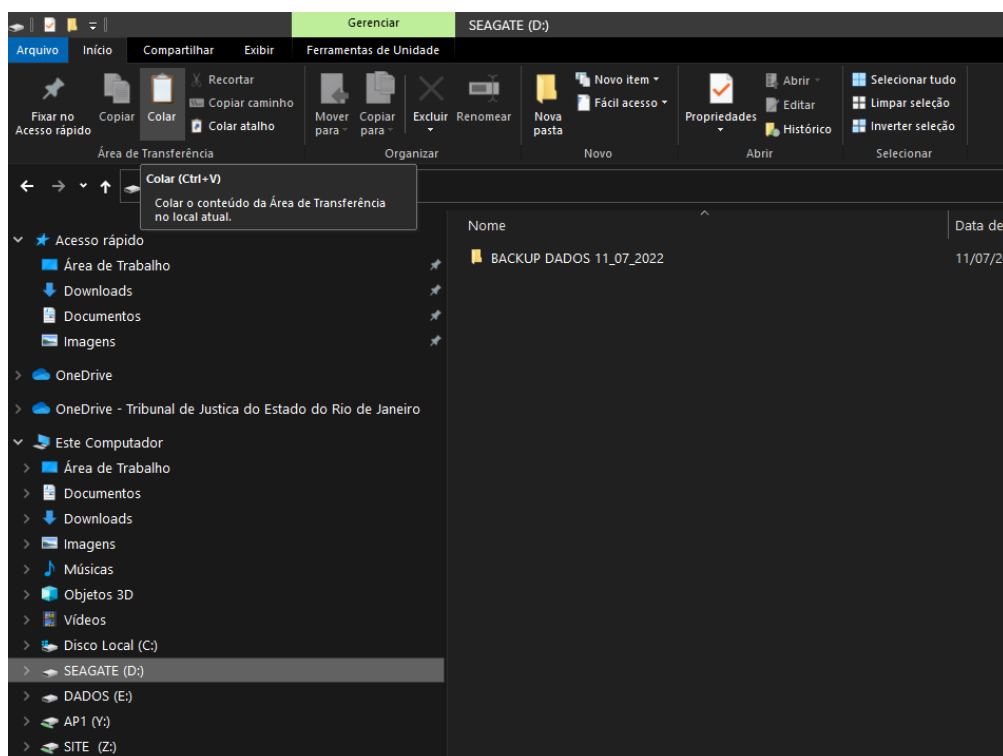 Gerenciar
SEAGATE (D:)
Arquivo
Início
Compartilhar
Exibir
Ferramentas de Unidade
Fixar no
Acesso rápido
Copiar
Colar
Recortar
Copiar caminho
Colar atalho
Área de Transferência
Mover
para
Copiar
para
Excluir
Renomear
Organizar
Nova
pasta
Novo item
Fácil acesso
Novo
Propriedades
Abrir
Editar
Histórico
Abrir
Selecionar tudo
Limpar seleção
Inverter seleção
Selecionar
Colar (Ctrl+V)
Colar o conteúdo da Área de Transferência
no local atual.
Nome
Data de
BACKUP DADOS 11_07_2022
11/07/2
Acesso rápido
Área de Trabalho
Downloads
Documentos
Imagens
OneDrive
OneDrive - Tribunal de Justica do Estado do Rio de Janeiro
Este Computador
Área de Trabalho
Documentos
Downloads
Imagens
Músicas
Objetos 3D
Vídeos
Disco Local (C:)
SEAGATE (D:)
DADOS (E:)
AP1 (Y:)
SITE (Z:)